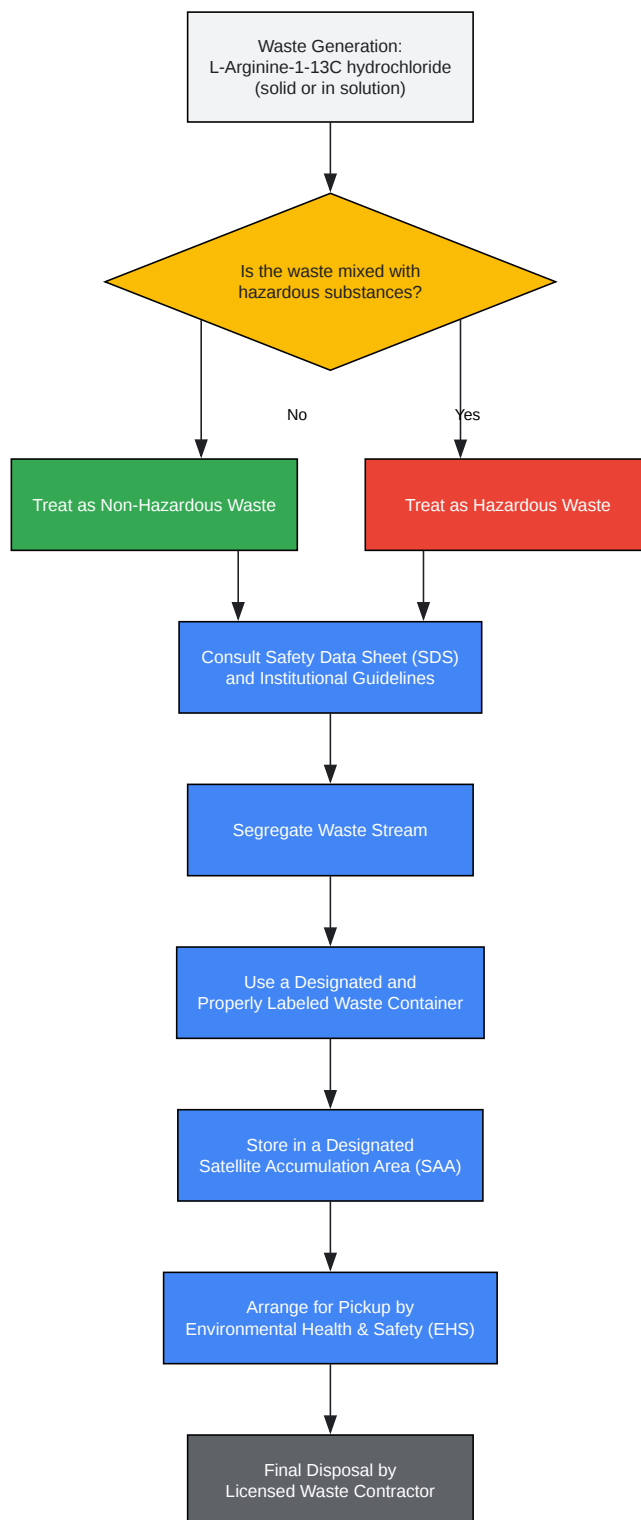 Waste Generation:
L-Arginine-1-13C hydrochloride
(solid or in solution)
Is the waste mixed with
hazardous substances?
No
Yes
Treat as Non-Hazardous Waste
Treat as Hazardous Waste
Consult Safety Data Sheet (SDS)
and Institutional Guidelines
Segregate Waste Stream
Use a Designated and
Properly Labeled Waste Container
Store in a Designated
Satellite Accumulation Area (SAA)
Arrange for Pickup by
Environmental Health & Safety (EHS)
Final Disposal by
Licensed Waste Contractor